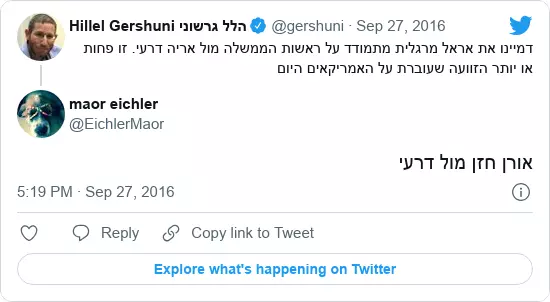 Hillel Gershuni הלל גרשוני @gershuni · Sep 27, 2016
דמיינו את אראל מרגלית מתמודד על ראשות הממשלה מול אריה דרעי. זו פחות
או יותר הזוועה שעוברת על האמריקאים היום
maor eichler
@EichlerMaor
אורן חזן מול דרעי
5:19 PM · Sep 27, 2016
Reply
Copy link to Tweet
Explore what's happening on Twitter